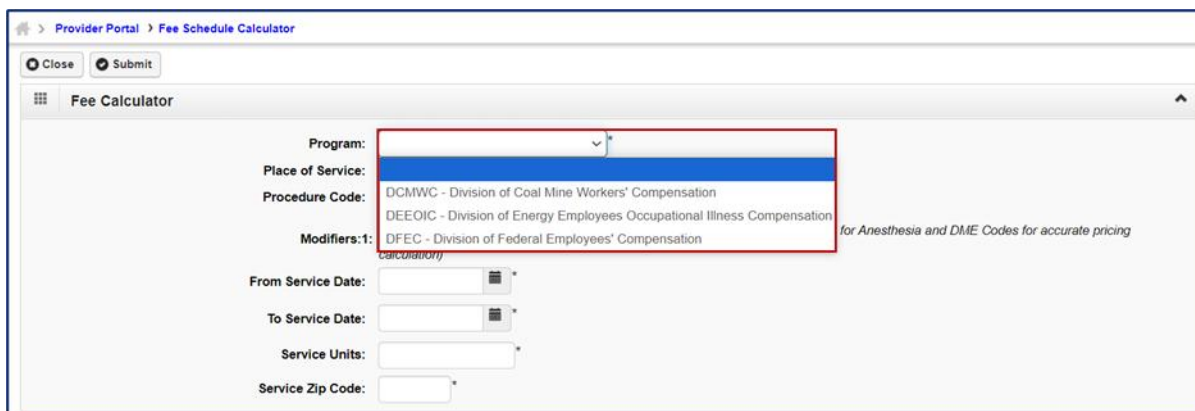 Provider Portal > Fee Schedule Calculator
Close Submit
Fee Calculator
Program: *
Place of Service:
Procedure Code:
DCMWC - Division of Coal Mine Workers' Compensation
DEEOIC - Division of Energy Employees Occupational Illness Compensation
DFEC - Division of Federal Employees' Compensation
Modifiers:1: for Anesthesia and DME Codes for accurate pricing
calculation)
From Service Date: *
To Service Date: *
Service Units: *
Service Zip Code: *